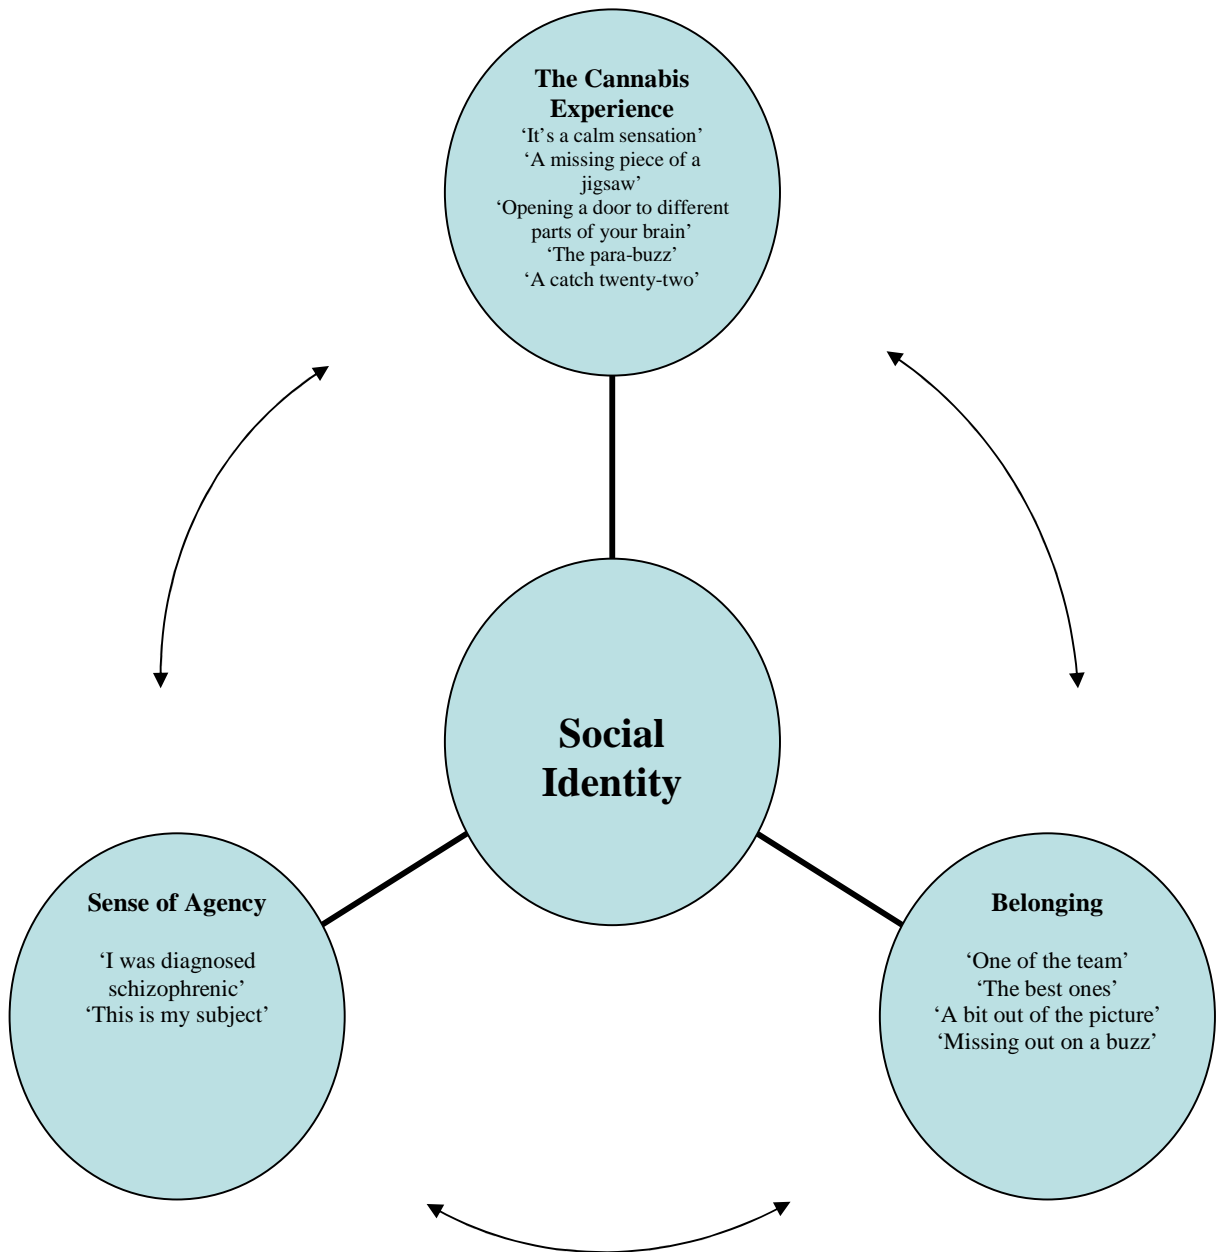 The Cannabis
Experience
‘It’s a calm sensation’
‘A missing piece of a
jigsaw’
‘Opening a door to different
parts of your brain’
‘The para-buzz’
‘A catch twenty-two’
Social
Identity
Sense of Agency
‘I was diagnosed
schizophrenic’
‘This is my subject’
Belonging
‘One of the team’
‘The best ones’
‘A bit out of the picture’
‘Missing out on a buzz’